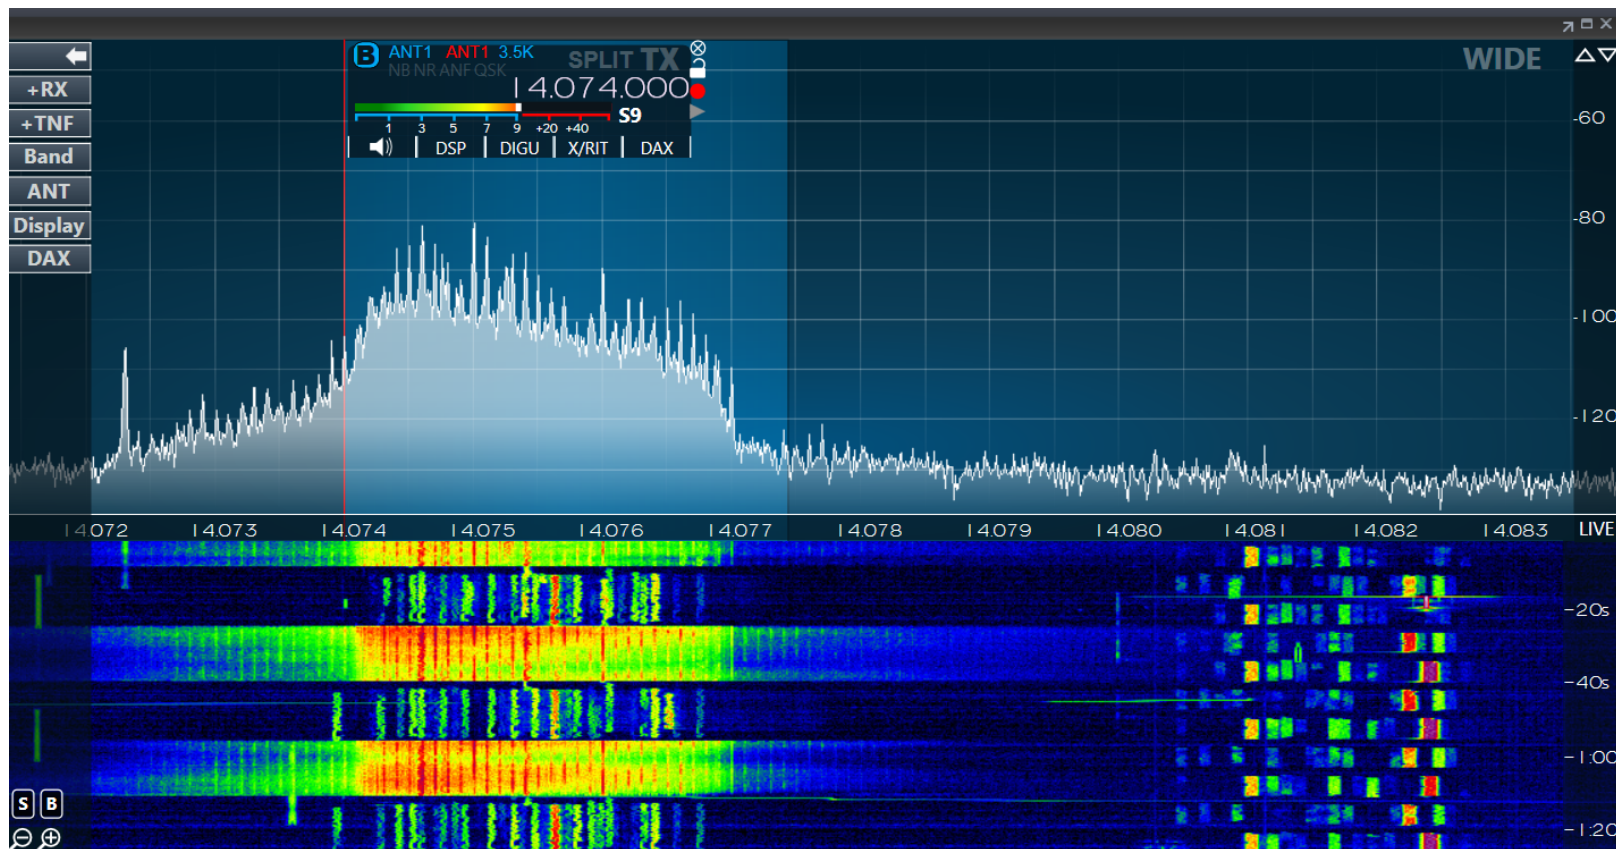 B ANT1 ANT1 3.5K SPLIT TX
NB NR ANF QSK
14.074.000
S9
1 3 5 7 9 +20 +40
DSP DIGU X/RIT DAX
WIDE
+RX
+TNF
Band
ANT
Display
DAX
-60
-80
-100
-120
14.072 14.073 14.074 14.075 14.076 14.077 14.078 14.079 14.080 14.081 14.082 14.083 LIVE
-20s
-40s
-1:00
-1:20
S B